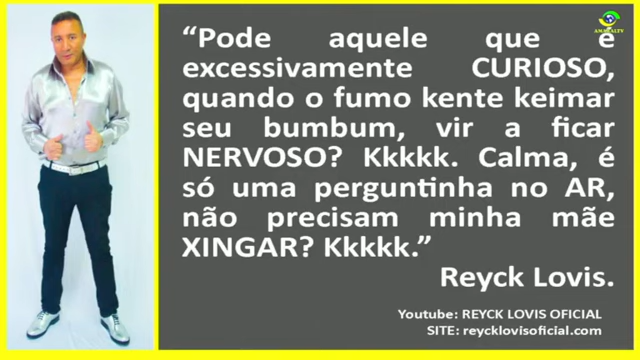 AMARALTV
“Pode aquele que é
excessivamente CURIOSO,
quando o fumo kente keimar
seu bumbum, vir a ficar
NERVOSO? Kkkkk. Calma, é
só uma perguntinha no AR,
não precisam minha mãe
XINGAR? Kkkkk.”
Reyck Lovis.
Youtube: REYCK LOVIS OFICIAL
SITE: reycklovisoficial.com